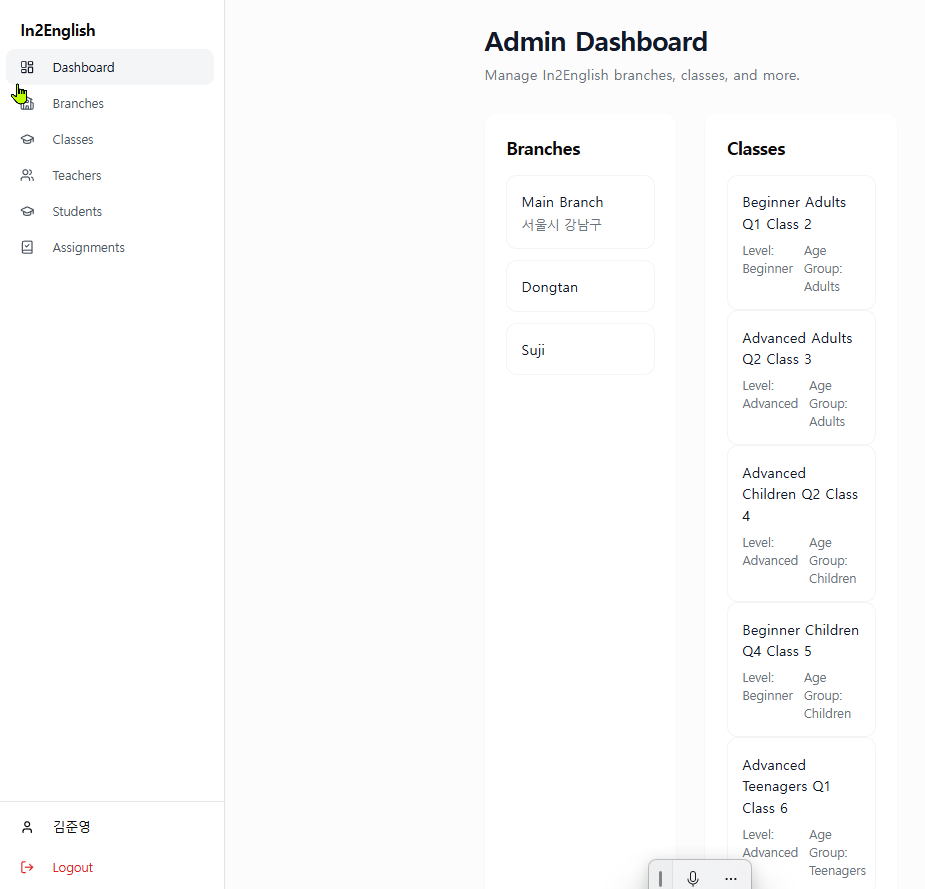 In2English
Dashboard
Branches
Classes
Teachers
Students
Assignments
김준영
Logout
Admin Dashboard
Manage In2English branches, classes, and more.
Branches
Main Branch
서울시 강남구
Dongtan
Suji
Classes
Beginner Adults
Q1 Class 2
Level:
Beginner
Age
Group:
Adults
Advanced Adults
Q2 Class 3
Level:
Advanced
Age
Group:
Adults
Advanced
Children Q2 Class
4
Level:
Advanced
Age
Group:
Children
Beginner Children
Q4 Class 5
Level:
Beginner
Age
Group:
Children
Advanced
Teenagers Q1
Class 6
Level:
Advanced
Age
Group:
Teenagers